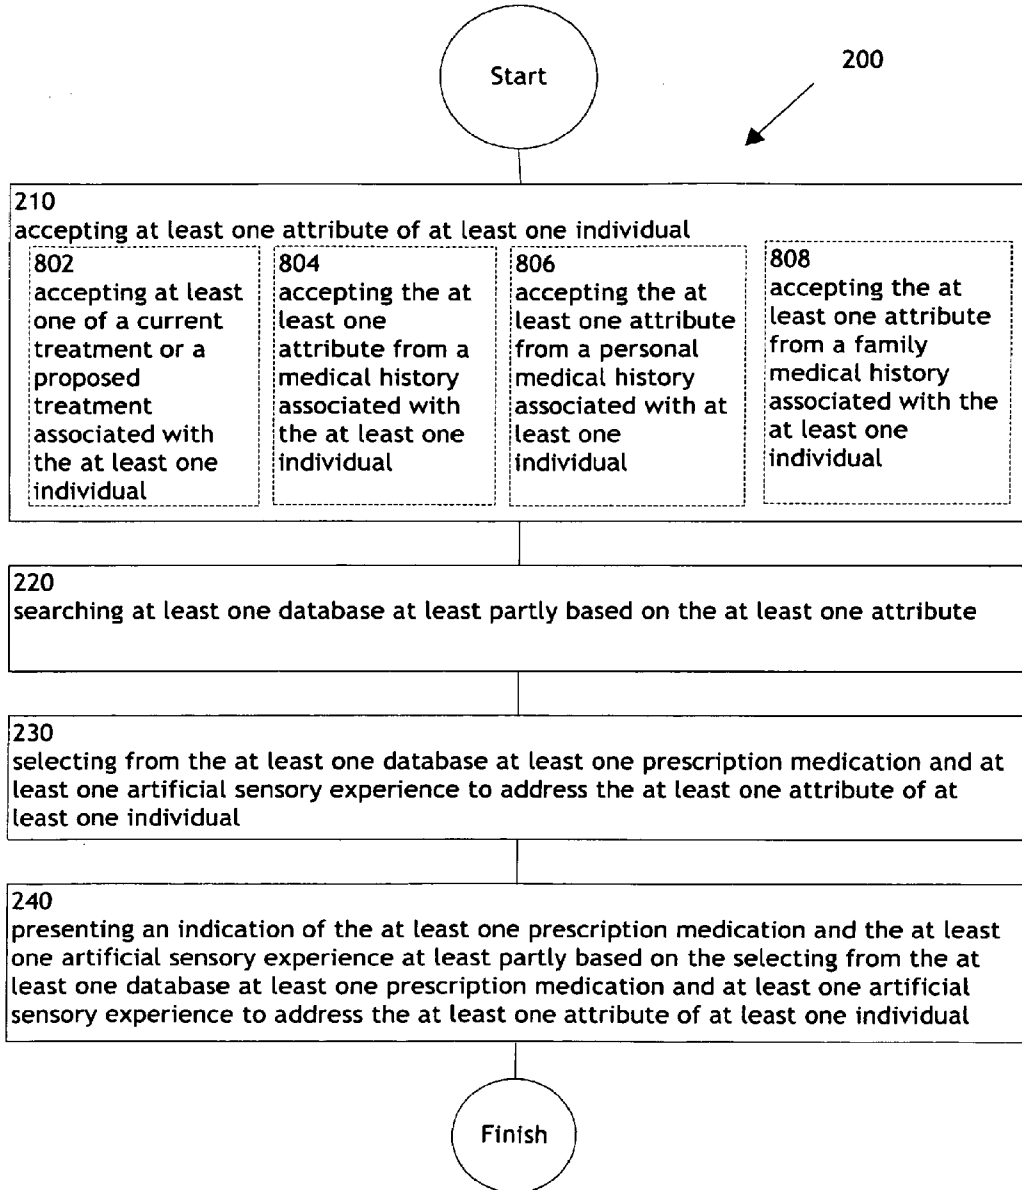 Start
200
210
accepting at least one attribute of at least one individual
802
accepting at least
one of a current
treatment or a
proposed
treatment
associated with
the at least one
individual
804
accepting the at
least one
attribute from a
medical history
associated with
the at least one
individual
806
accepting the at
least one attribute
from a personal
medical history
associated with at
least one
individual
808
accepting the at
least one attribute
from a family
medical history
associated with the
at least one
individual
220
searching at least one database at least partly based on the at least one attribute
230
selecting from the at least one database at least one prescription medication and at
least one artificial sensory experience to address the at least one attribute of at
least one individual
240
presenting an indication of the at least one prescription medication and the at least
one artificial sensory experience at least partly based on the selecting from the at
least one database at least one prescription medication and at least one artificial
sensory experience to address the at least one attribute of at least one individual
Finish